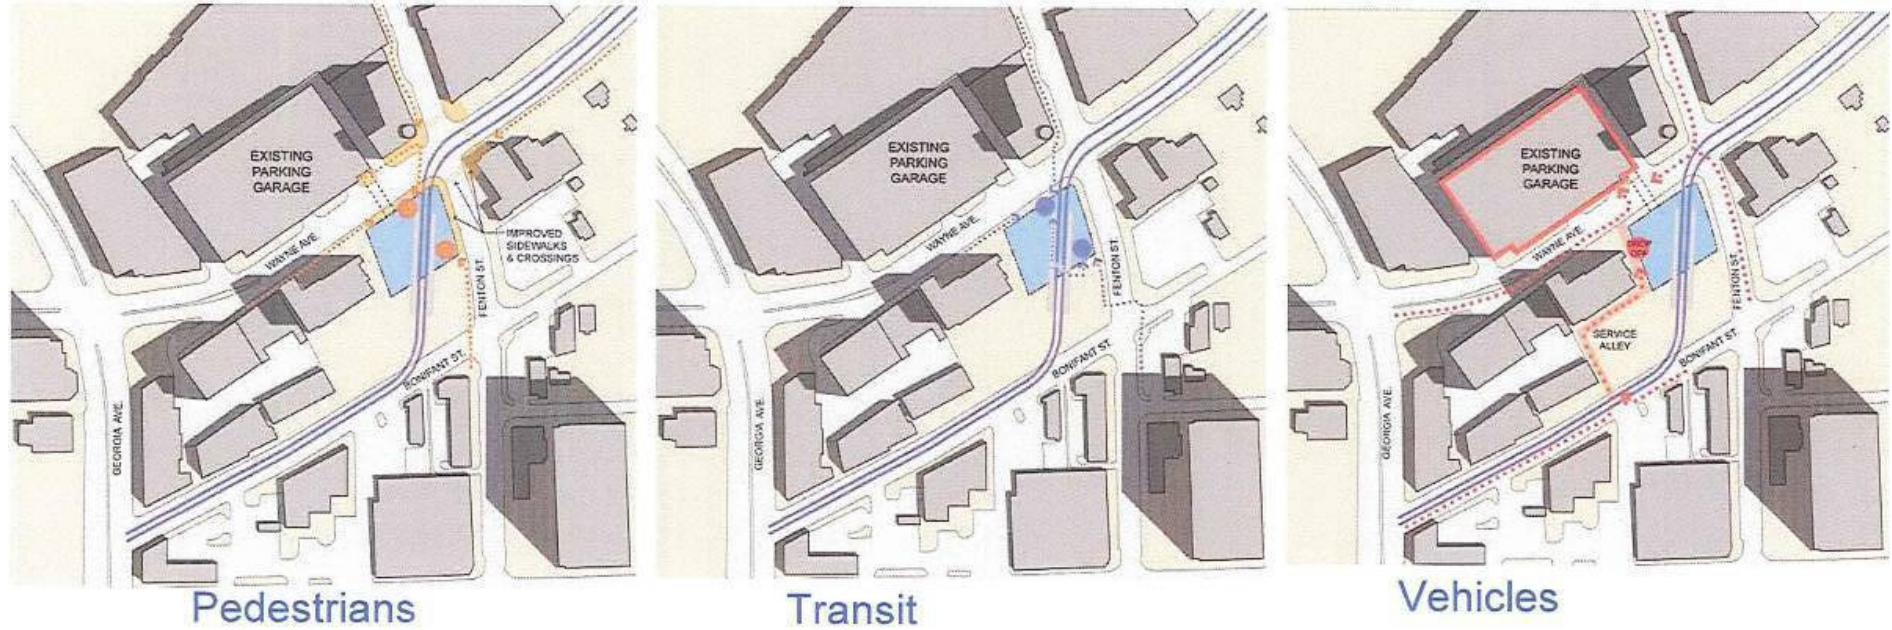 EXISTING
PARKING
GARAGE
WAYNE AVE.
IMPROVED
SIDEWALKS
& CROSSINGS
FENTON ST.
BONIFANT ST.
GEORGIA AVE.
Pedestrians
EXISTING
PARKING
GARAGE
WAYNE AVE.
FENTON ST.
BONIFANT ST.
GEORGIA AVE.
Transit
EXISTING
PARKING
GARAGE
WAYNE AVE.
DROP
OFF
FENTON ST.
SERVICE
ALLEY
BONIFANT ST.
GEORGIA AVE.
Vehicles